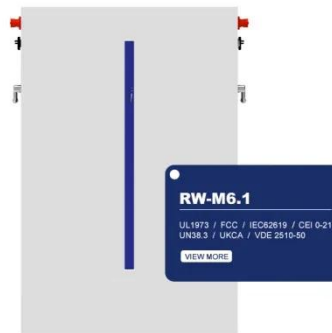 RW-M6.1
UL1973 / FCC / IEC62619 / CEI 0-21
UN38.3 / UKCA / VDE 2510-50
VIEW MORE